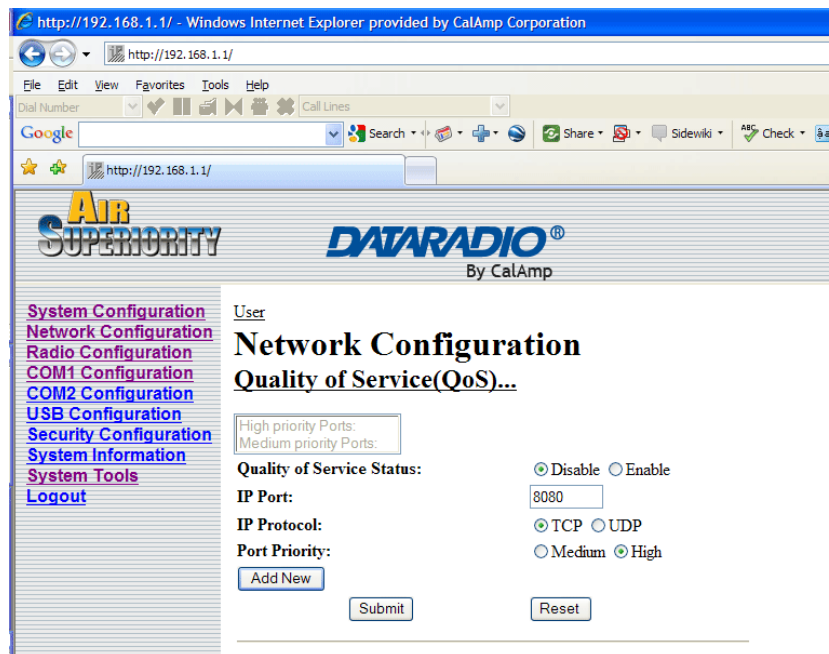 http://192.168.1.1/ - Windows Internet Explorer provided by CalAmp Corporation
http://192.168.1.1/
File Edit View Favorites Tools Help
Dial Number Call Lines
Google Search Share Sidewiki ABC Check
http://192.168.1.1/
AIR SUPERIORITY
DATARADIO®
By CalAmp
System Configuration
Network Configuration
Radio Configuration
COM1 Configuration
COM2 Configuration
USB Configuration
Security Configuration
System Information
System Tools
Logout
User
Network Configuration
Quality of Service(QoS)...
High priority Ports:
Medium priority Ports:
Quality of Service Status: Disable Enable
IP Port: 8080
IP Protocol: TCP UDP
Port Priority: Medium High
Add New
Submit Reset